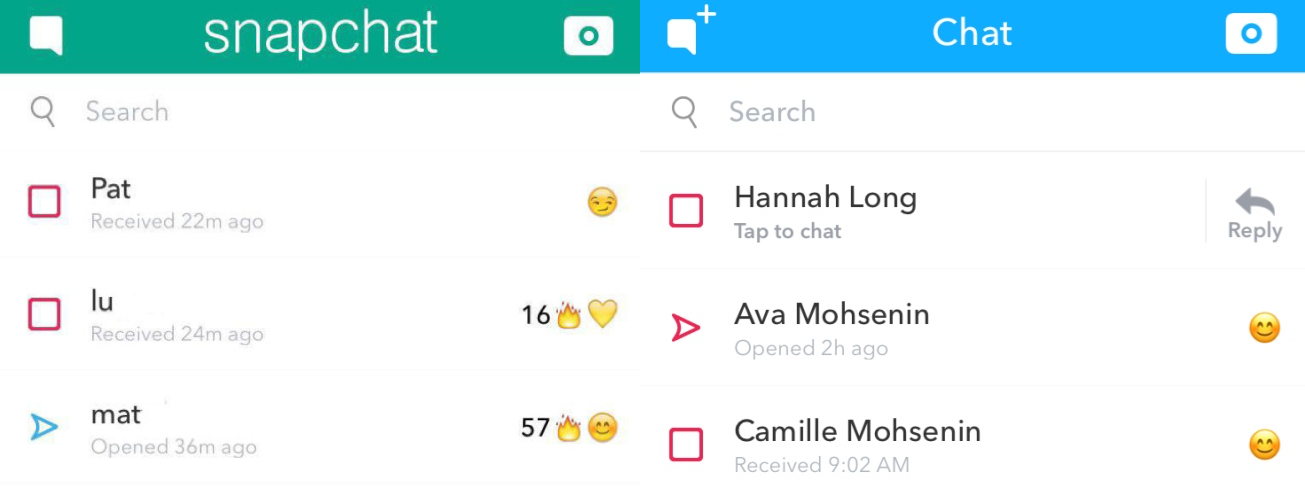 snapchat
Search
Pat
Received 22m ago
lu
Received 24m ago
16🔥💛
mat
Opened 36m ago
57🔥😊
Chat
Search
Hannah Long
Tap to chat
Reply
Ava Mohsenin
Opened 2h ago
Camille Mohsenin
Received 9:02 AM